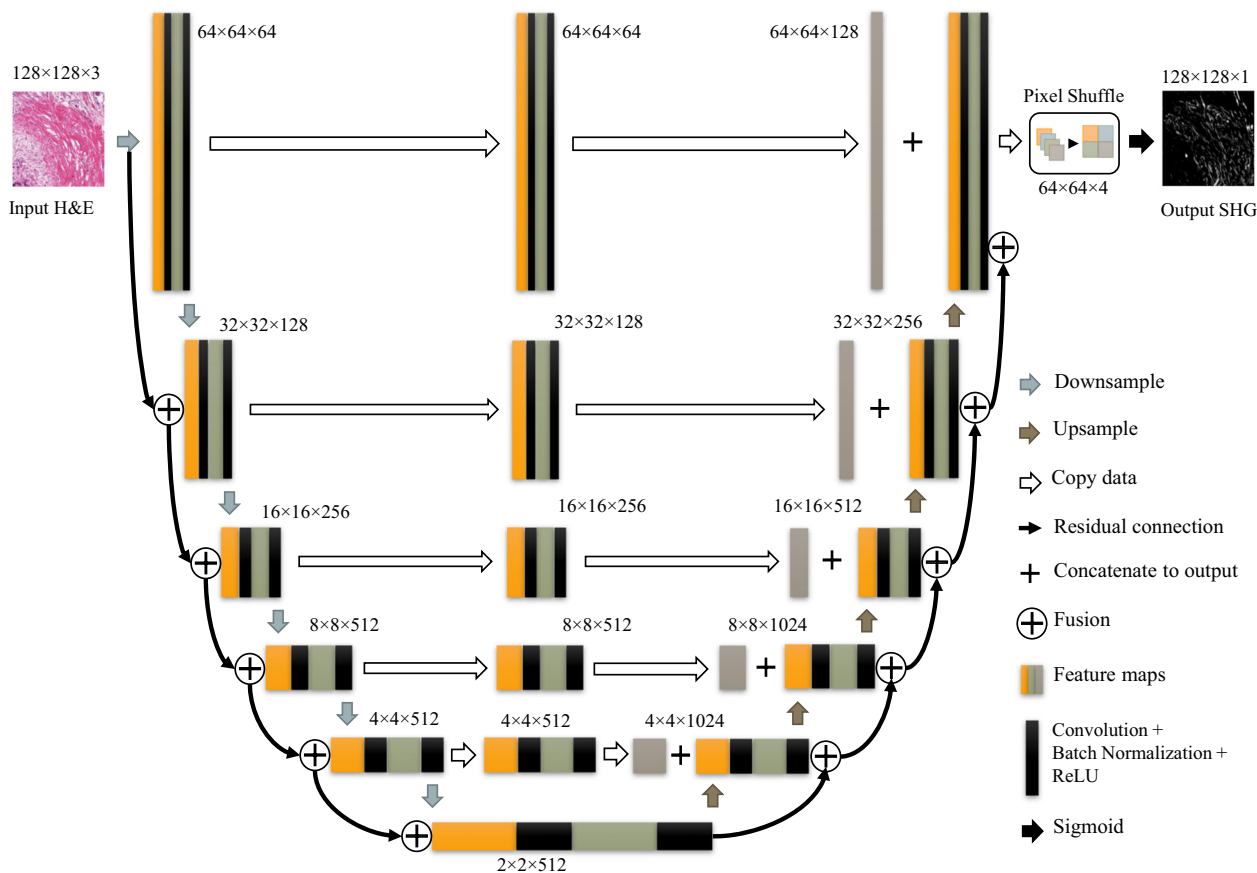 64×64×64
64×64×64
64×64×128
128×128×3
128×128×1
Pixel Shuffle
64×64×4
Input H&E
Output SHG
32×32×128
32×32×128
32×32×256
Downsample
Upsample
Copy data
16×16×256
16×16×256
16×16×512
Residual connection
Concatenate to output
Fusion
8×8×512
8×8×512
8×8×1024
Feature maps
4×4×512
4×4×512
4×4×1024
Convolution +
Batch Normalization +
ReLU
Sigmoid
2×2×512